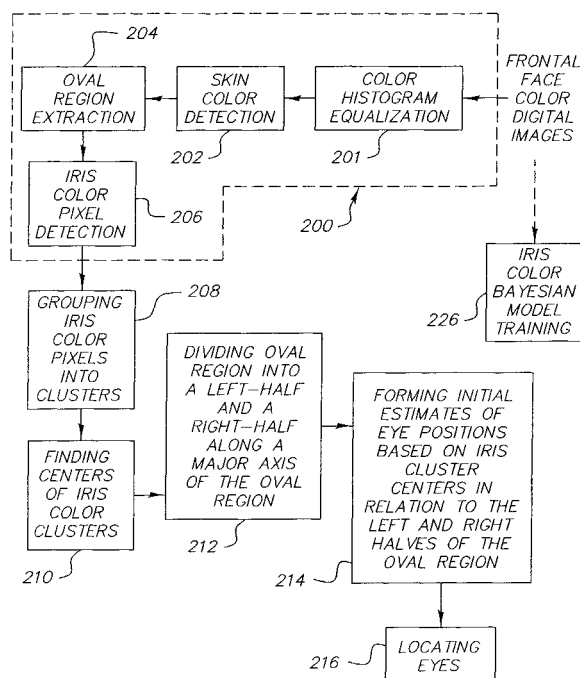 204
OVAL
REGION
EXTRACTION
SKIN
COLOR
DETECTION
202
COLOR
HISTOGRAM
EQUALIZATION
201
FRONTAL
FACE
COLOR
DIGITAL
IMAGES
IRIS
COLOR
PIXEL
DETECTION
206
200
GROUPING
IRIS
COLOR
PIXELS
INTO
CLUSTERS
208
IRIS
COLOR
BAYESIAN
MODEL
TRAINING
226
FINDING
CENTERS
OF IRIS
COLOR
CLUSTERS
210
DIVIDING OVAL
REGION INTO
A LEFT-HALF
AND A
RIGHT-HALF
ALONG A
MAJOR AXIS
OF THE OVAL
REGION
212
FORMING INITIAL
ESTIMATES OF
EYE POSITIONS
BASED ON IRIS
CLUSTER
CENTERS IN
RELATION TO THE
LEFT AND RIGHT
HALVES OF THE
OVAL REGION
214
LOCATING
EYES
216